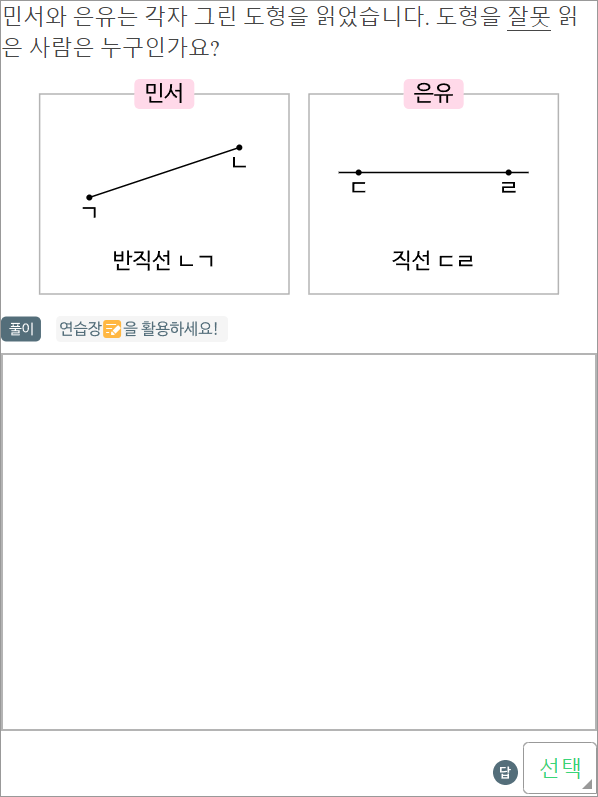 민서와 은유는 각자 그린 도형을 읽었습니다. 도형을 잘못 읽
은 사람은 누구인가요?
민서
ㄱ
ㄴ
반직선 ㄴㄱ
은유
ㄷ
ㄹ
직선 ㄷㄹ
풀이
연습장을 활용하세요!
답
선택